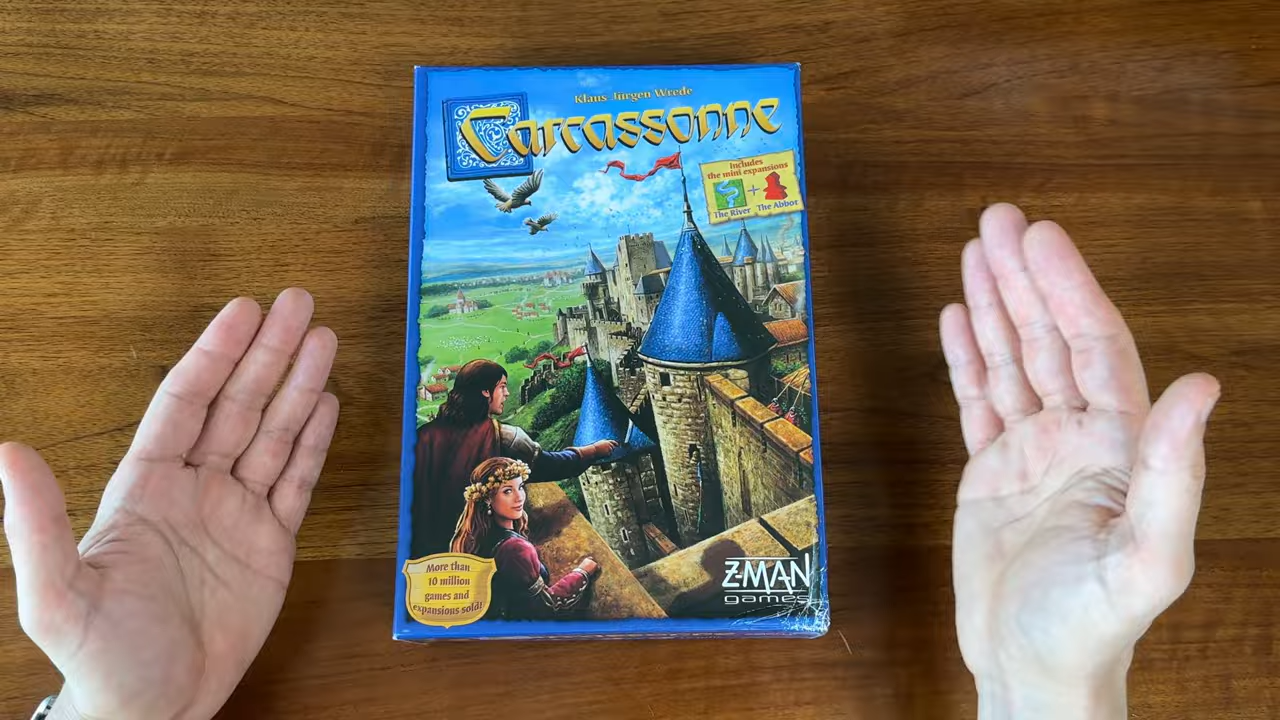 Klaus-Jürgen Wrede
Carcassonne
Includes
the mini expansions
+
The River The Abbot
More than
10 million
games and
expansions sold!
Z-MAN
games